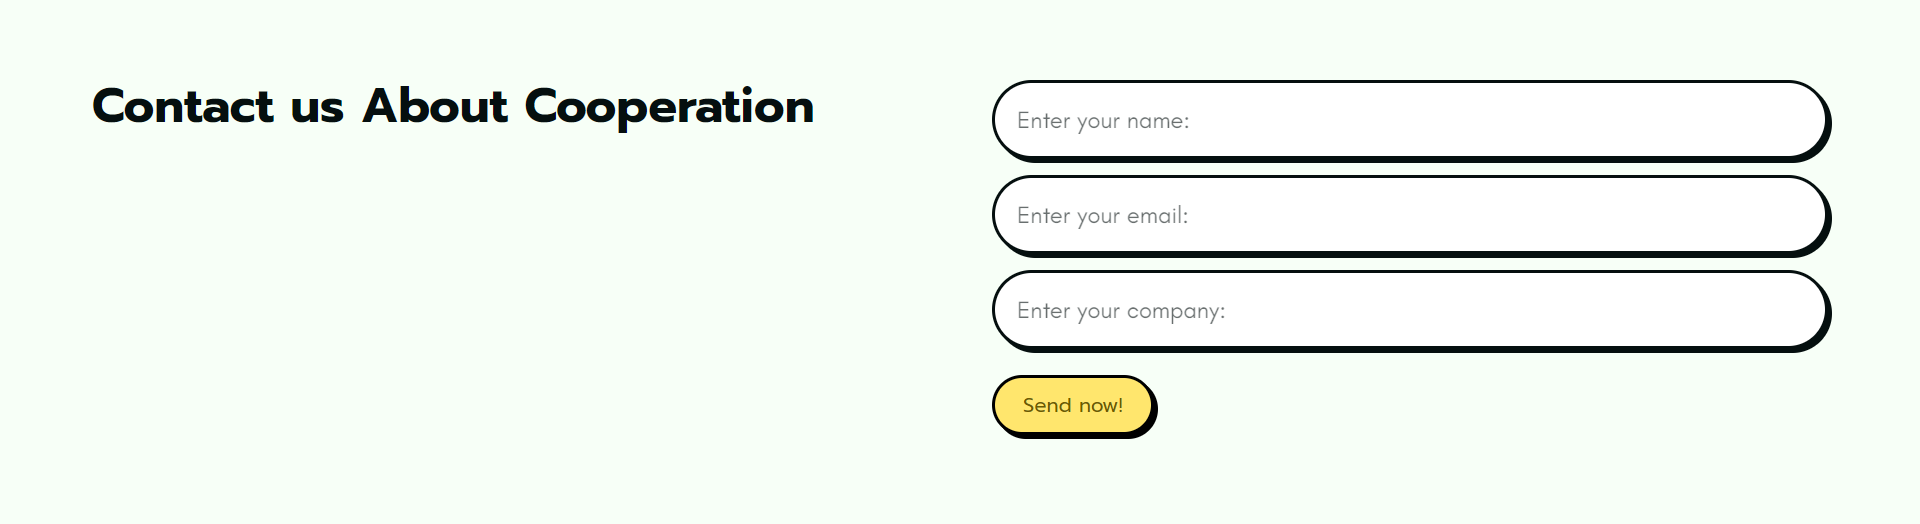 Contact us About Cooperation
Enter your name:
Enter your email:
Enter your company:
Send now!